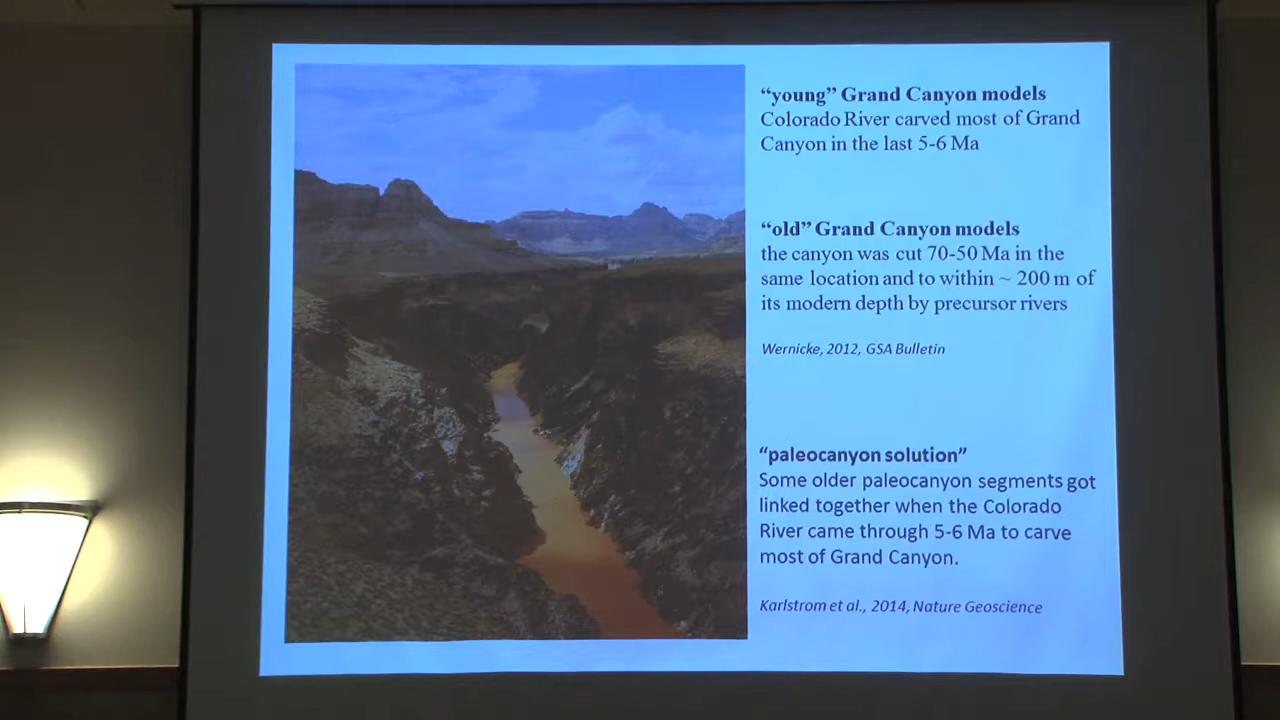 “young” Grand Canyon models
Colorado River carved most of Grand
Canyon in the last 5-6 Ma
“old” Grand Canyon models
the canyon was cut 70-50 Ma in the
same location and to within ~ 200 m of
its modern depth by precursor rivers
Wernicke, 2012, GSA Bulletin
“paleocanyon solution”
Some older paleocanyon segments got
linked together when the Colorado
River came through 5-6 Ma to carve
most of Grand Canyon.
Karlstrom et al., 2014, Nature Geoscience